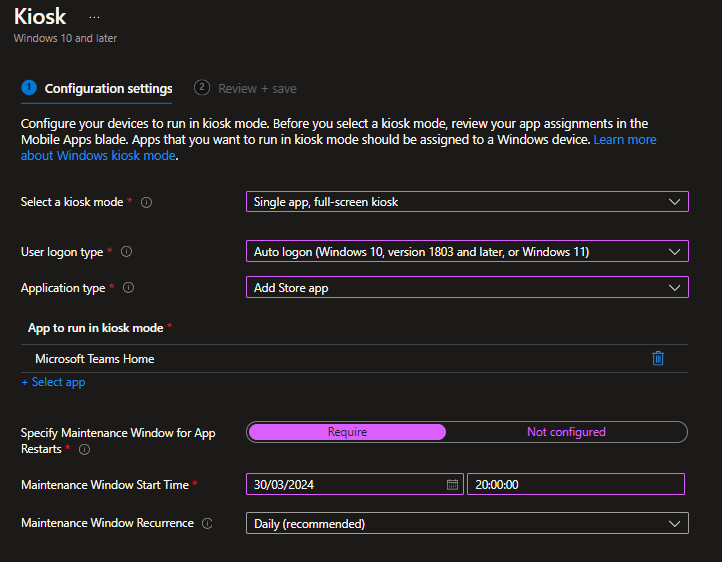 Kiosk ...
Windows 10 and later
1 Configuration settings 2 Review + save
Configure your devices to run in kiosk mode. Before you select a kiosk mode, review your app assignments in the
Mobile Apps blade. Apps that you want to run in kiosk mode should be assigned to a Windows device. Learn more
about Windows kiosk mode.
Select a kiosk mode * Single app, full-screen kiosk
User logon type * Auto logon (Windows 10, version 1803 and later, or Windows 11)
Application type * Add Store app
App to run in kiosk mode *
Microsoft Teams Home
+ Select app
Specify Maintenance Window for App Require Not configured
Restarts *
Maintenance Window Start Time * 30/03/2024 20:00:00
Maintenance Window Recurrence Daily (recommended)